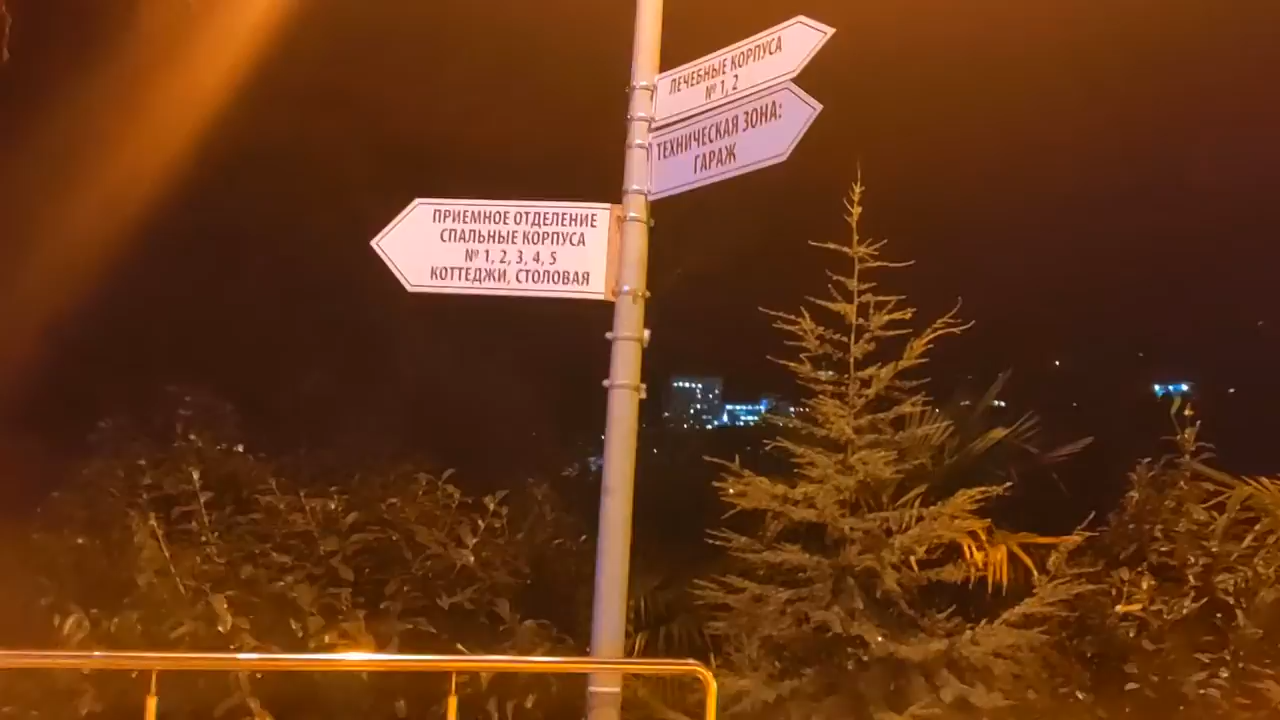 ЛЕЧЕБНЫЕ КОРПУСА
№ 1, 2
ТЕХНИЧЕСКАЯ ЗОНА:
ГАРАЖ
ПРИЕМНОЕ ОТДЕЛЕНИЕ
СПАЛЬНЫЕ КОРПУСА
№ 1, 2, 3, 4, 5
КОТТЕДЖИ, СТОЛОВАЯ